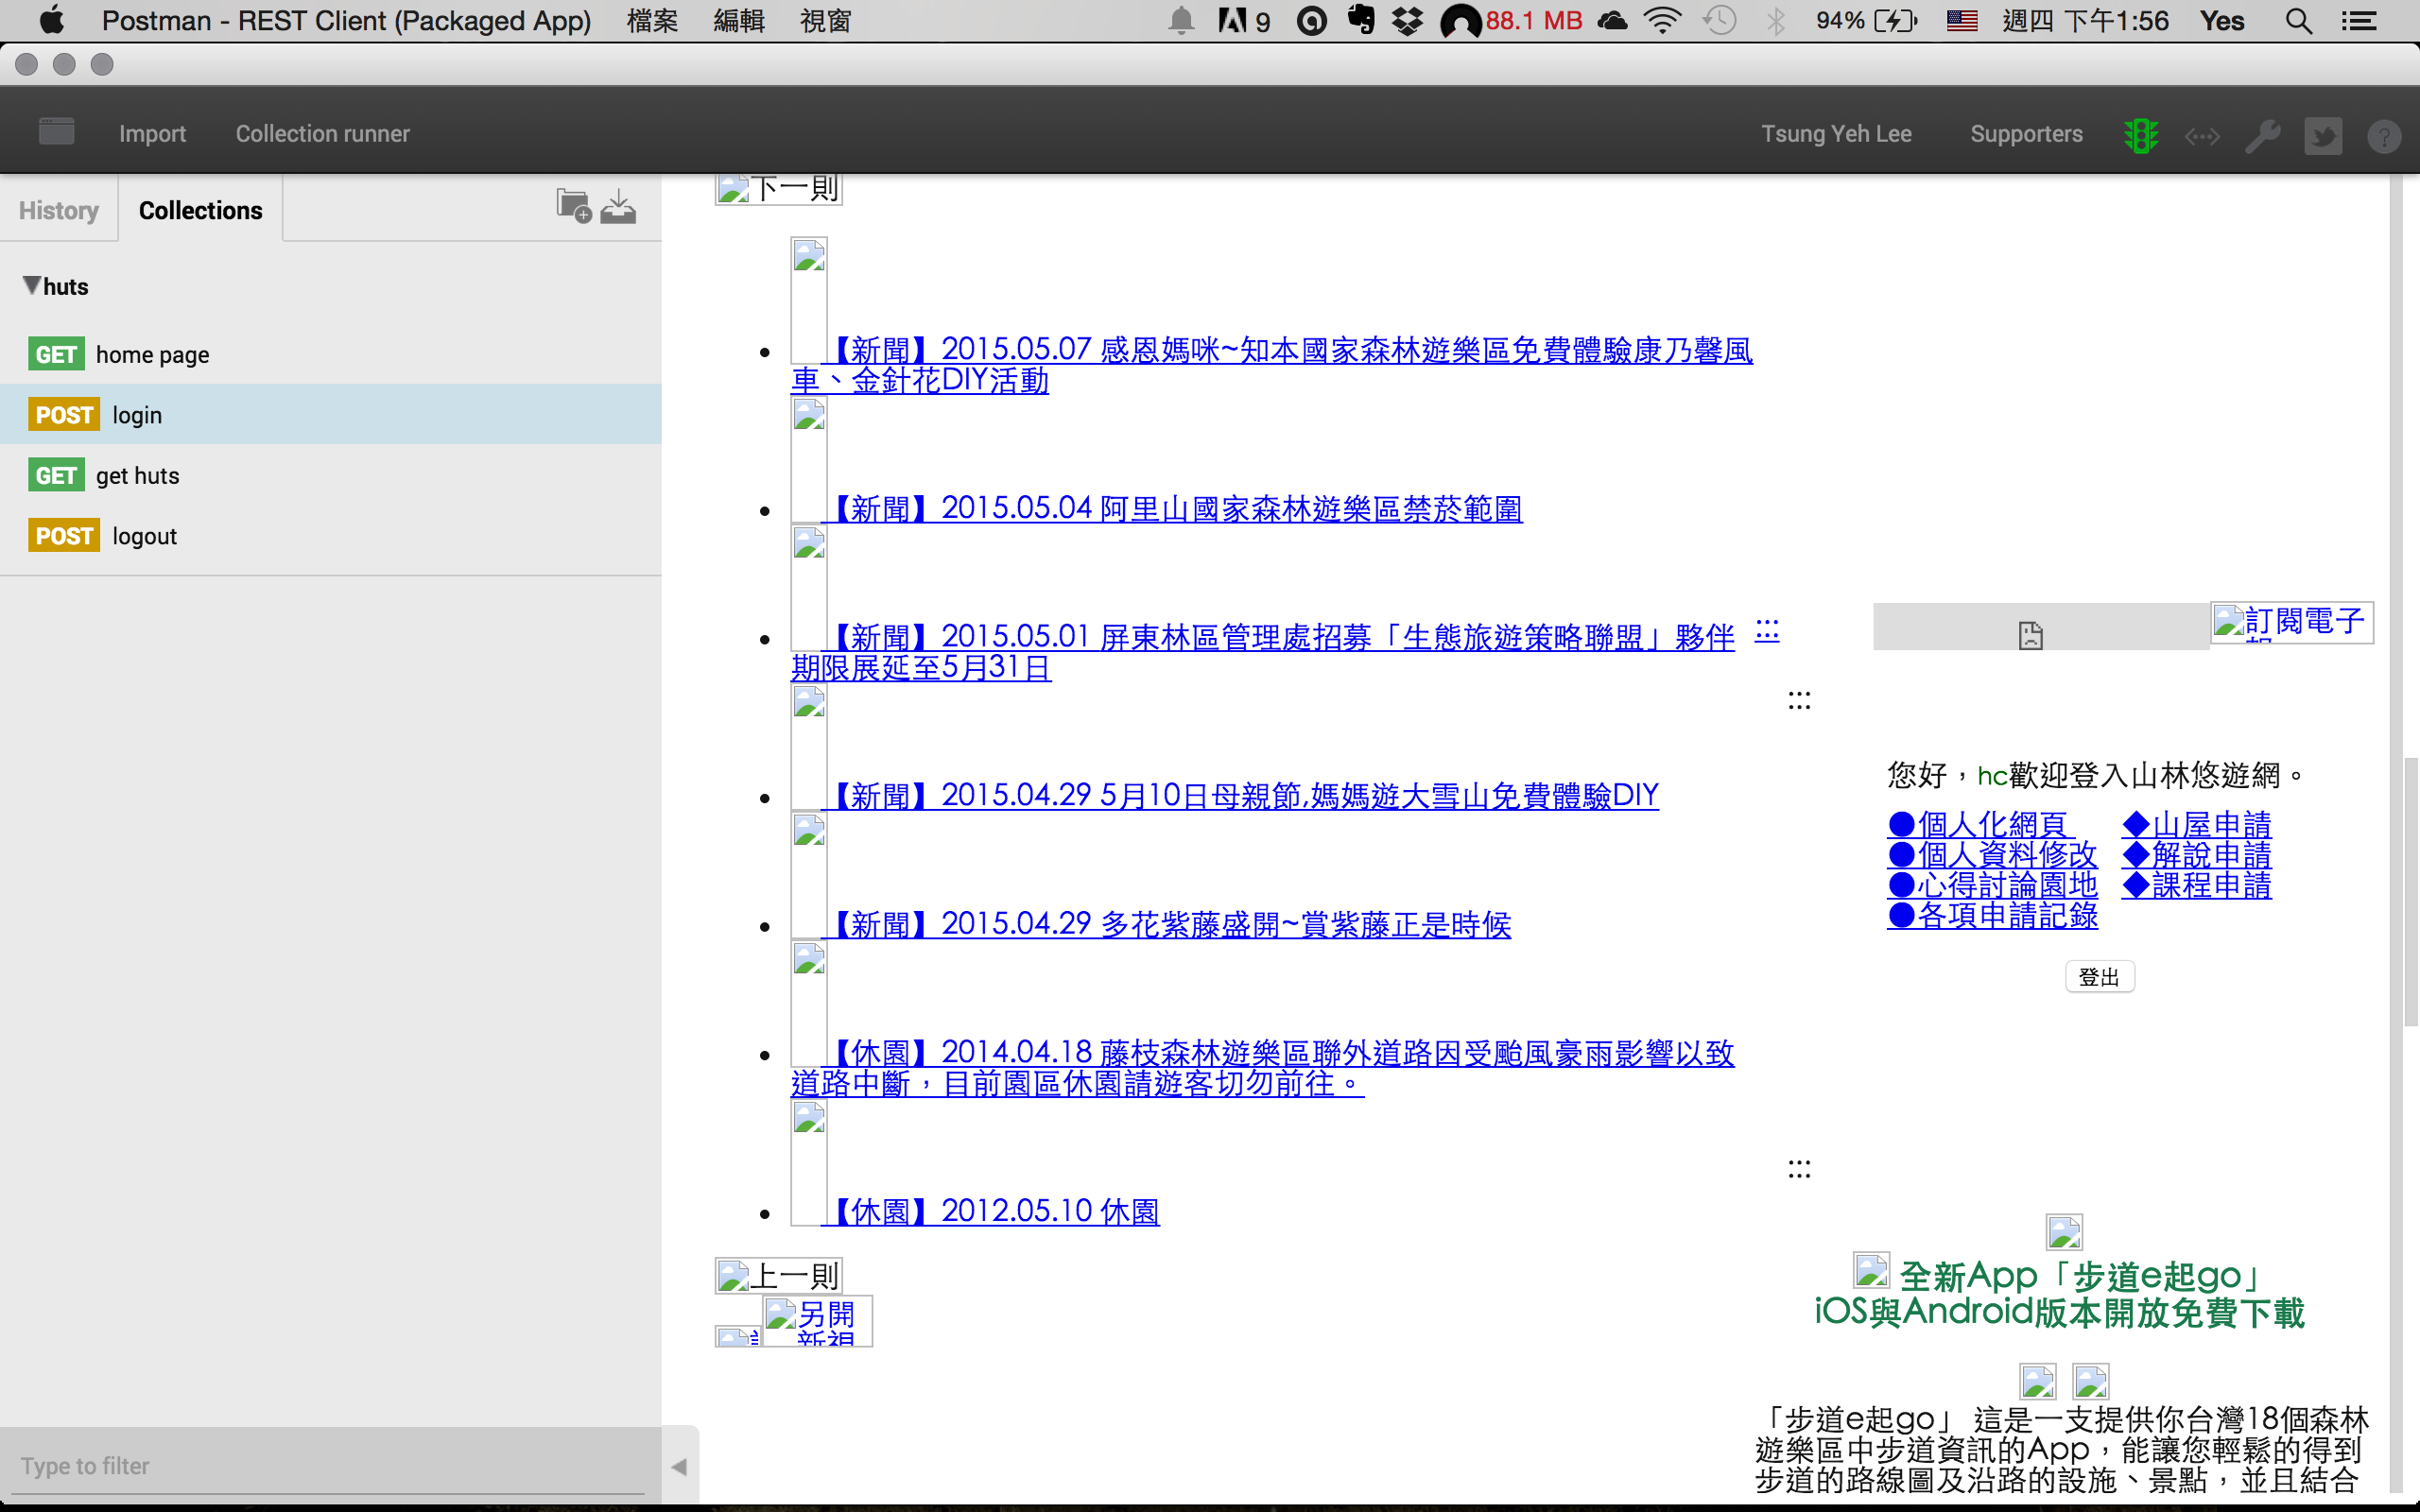 Postman - REST Client (Packaged App) 檔案 編輯 視窗 9 88.1 MB 94% 週四 下午1:56 Yes
Import Collection runner Tsung Yeh Lee Supporters
History Collections
huts
GET home page
POST login
GET get huts
POST logout
Type to filter
下一則
【新聞】2015.05.07 感恩媽咪~知本國家森林遊樂區免費體驗康乃馨風
車、金針花DIY活動
【新聞】2015.05.04 阿里山國家森林遊樂區禁菸範圍
【新聞】2015.05.01 屏東林區管理處招募「生態旅遊策略聯盟」夥伴
期限展延至5月31日
【新聞】2015.04.29 5月10日母親節,媽媽遊大雪山免費體驗DIY
【新聞】2015.04.29 多花紫藤盛開~賞紫藤正是時候
【休園】2014.04.18 藤枝森林遊樂區聯外道路因受颱風豪雨影響以致
道路中斷，目前園區休園請遊客切勿前往。
【休園】2012.05.10 休園
上一則
另開
新視
:::
訂閱電子
:::
您好，hc歡迎登入山林悠遊網。
●個人化網頁 ◆山屋申請
●個人資料修改 ◆解說申請
●心得討論園地 ◆課程申請
●各項申請記錄
登出
:::
全新App「步道e起go」
iOS與Android版本開放免費下載
「步道e起go」 這是一支提供你台灣18個森林
遊樂區中步道資訊的App，能讓您輕鬆的得到
步道的路線圖及沿路的設施、景點，並且結合